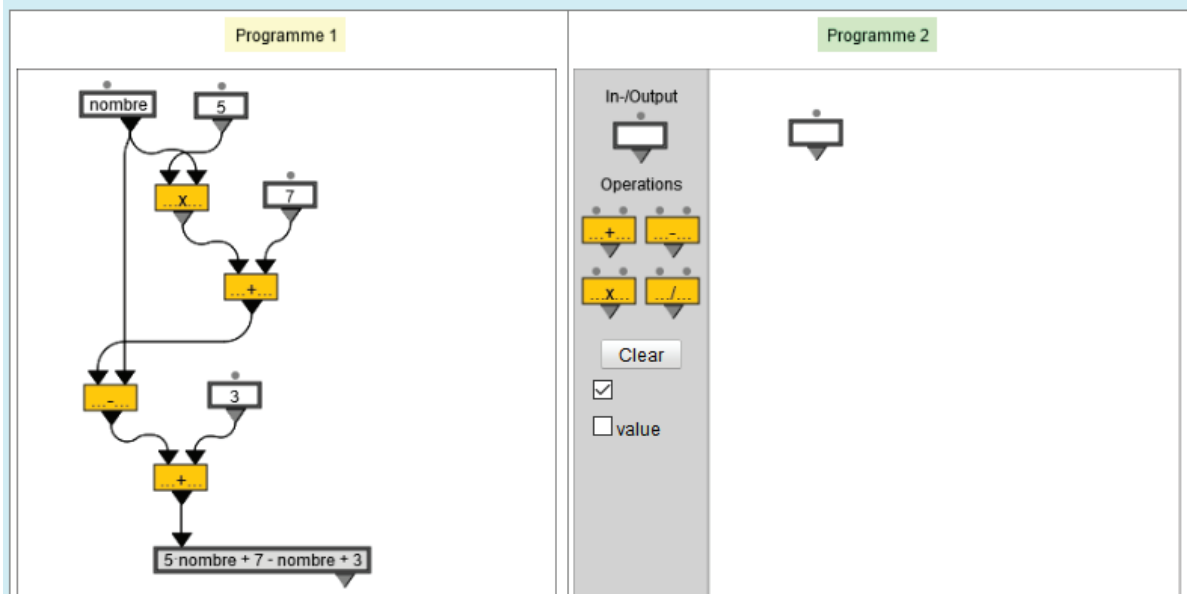 Programme 1
nombre
5
...x...
7
...+...
...-...
3
...+...
5·nombre + 7 - nombre + 3
Programme 2
In-/Output
Operations
...+... ...-...
...x... .../...
Clear
value